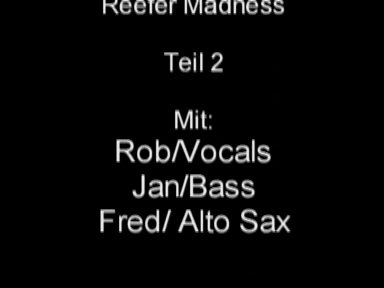 Reefer Madness
Teil 2
Mit:
Rob/Vocals
Jan/Bass
Fred/ Alto Sax